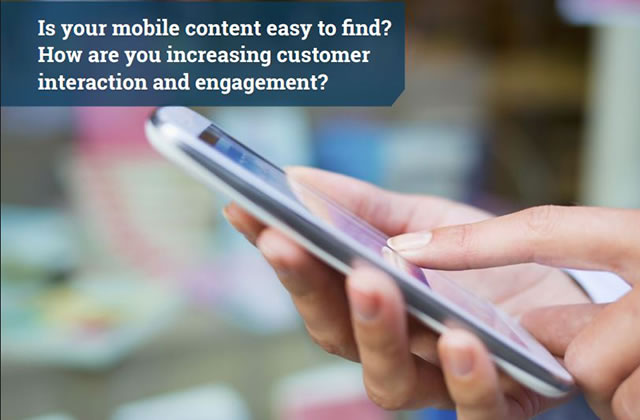 Is your mobile content easy to find?
How are you increasing customer
interaction and engagement?